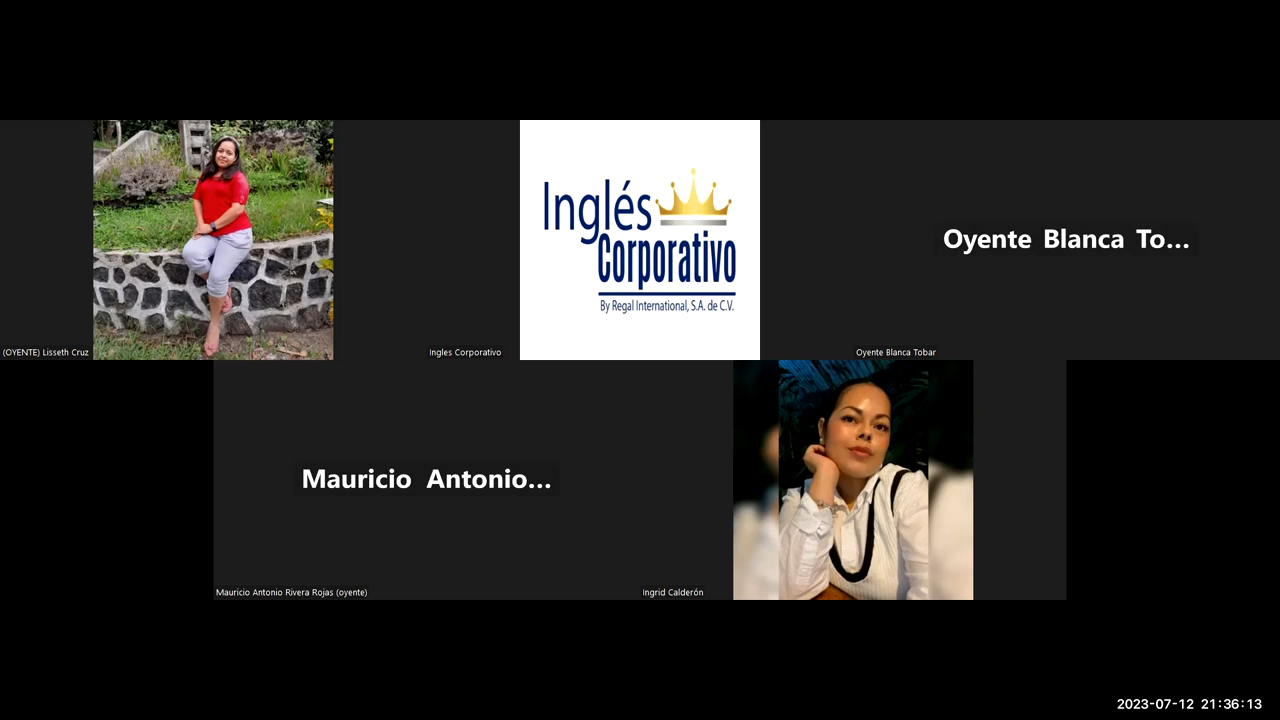 Inglés
Corporativo
By Regal International, S.A. de C.V.
Oyente Blanca To...
(OYENTE) Lisseth Cruz
Ingles Corporativo
Oyente Blanca Tobar
Mauricio Antonio...
Mauricio Antonio Rivera Rojas (oyente)
Ingrid Calderón
2023-07-12 21:36:13